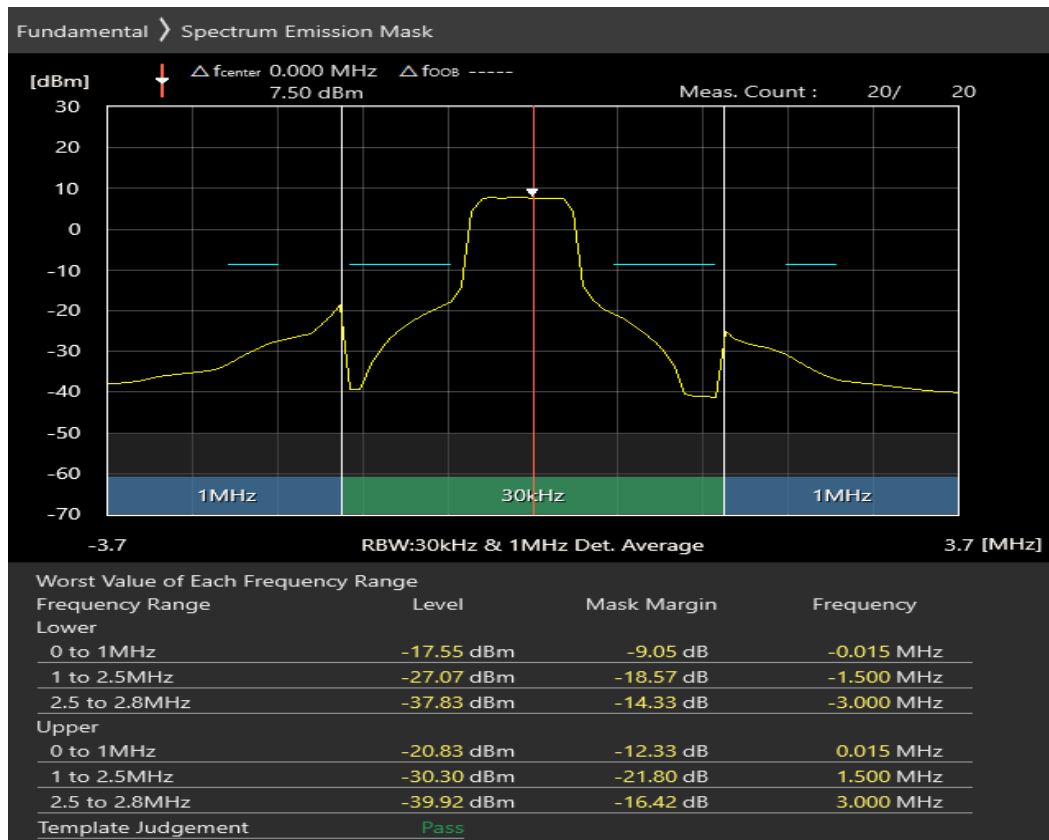 Fundamental 〉 Spectrum Emission Mask
[dBm] △ fcenter 0.000 MHz △ fOOB -----
7.50 dBm Meas. Count : 20/ 20
30
20
10
0
-10
-20
-30
-40
-50
-60
1MHz 30kHz 1MHz
-70
-3.7 RBW:30kHz & 1MHz Det. Average 3.7 [MHz]
Worst Value of Each Frequency Range
Frequency Range Level Mask Margin Frequency
Lower
0 to 1MHz -17.55 dBm -9.05 dB -0.015 MHz
1 to 2.5MHz -27.07 dBm -18.57 dB -1.500 MHz
2.5 to 2.8MHz -37.83 dBm -14.33 dB -3.000 MHz
Upper
0 to 1MHz -20.83 dBm -12.33 dB 0.015 MHz
1 to 2.5MHz -30.30 dBm -21.80 dB 1.500 MHz
2.5 to 2.8MHz -39.92 dBm -16.42 dB 3.000 MHz
Template Judgement Pass